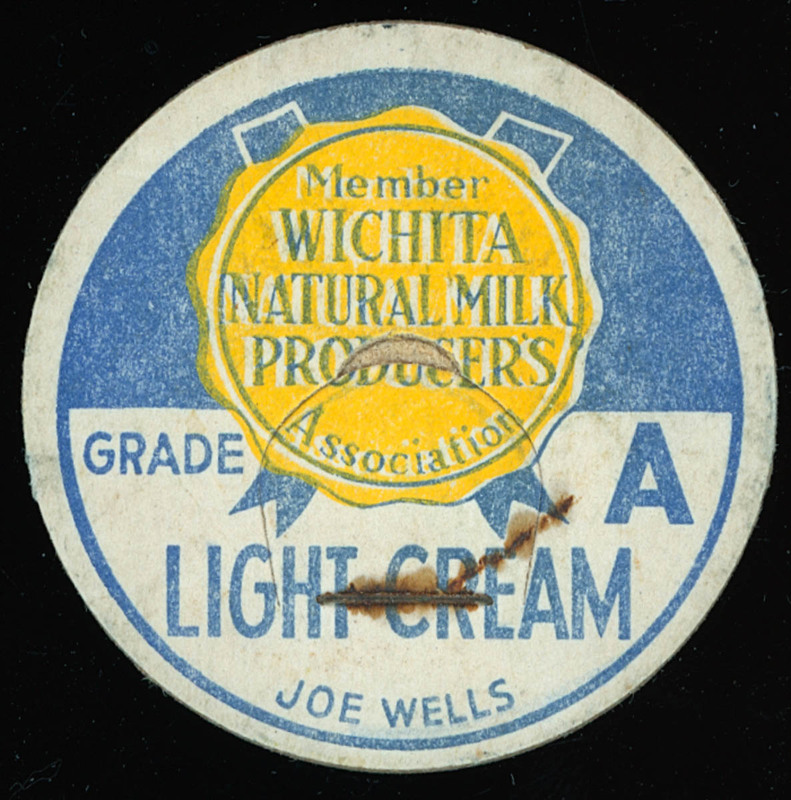 Member
WICHITA
NATURAL MILK
PRODUCER'S
Association
GRADE A
LIGHT CREAM
JOE WELLS